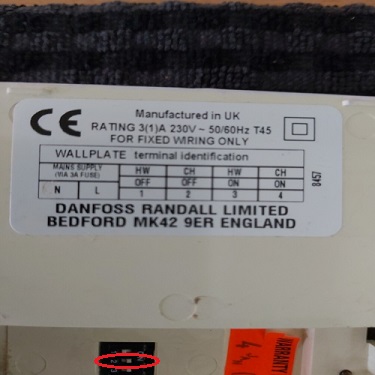 CE
Manufactured in UK
RATING 3(1)A 230V ~ 50/60Hz T45
FOR FIXED WIRING ONLY
WALLPLATE terminal identification
MAINS SUPPLY (VIA 3A FUSE) HW CH HW CH
N L OFF OFF ON ON
1 2 3 4
8457
DANFOSS RANDALL LIMITED
BEDFORD MK42 9ER ENGLAND
WARRANTY